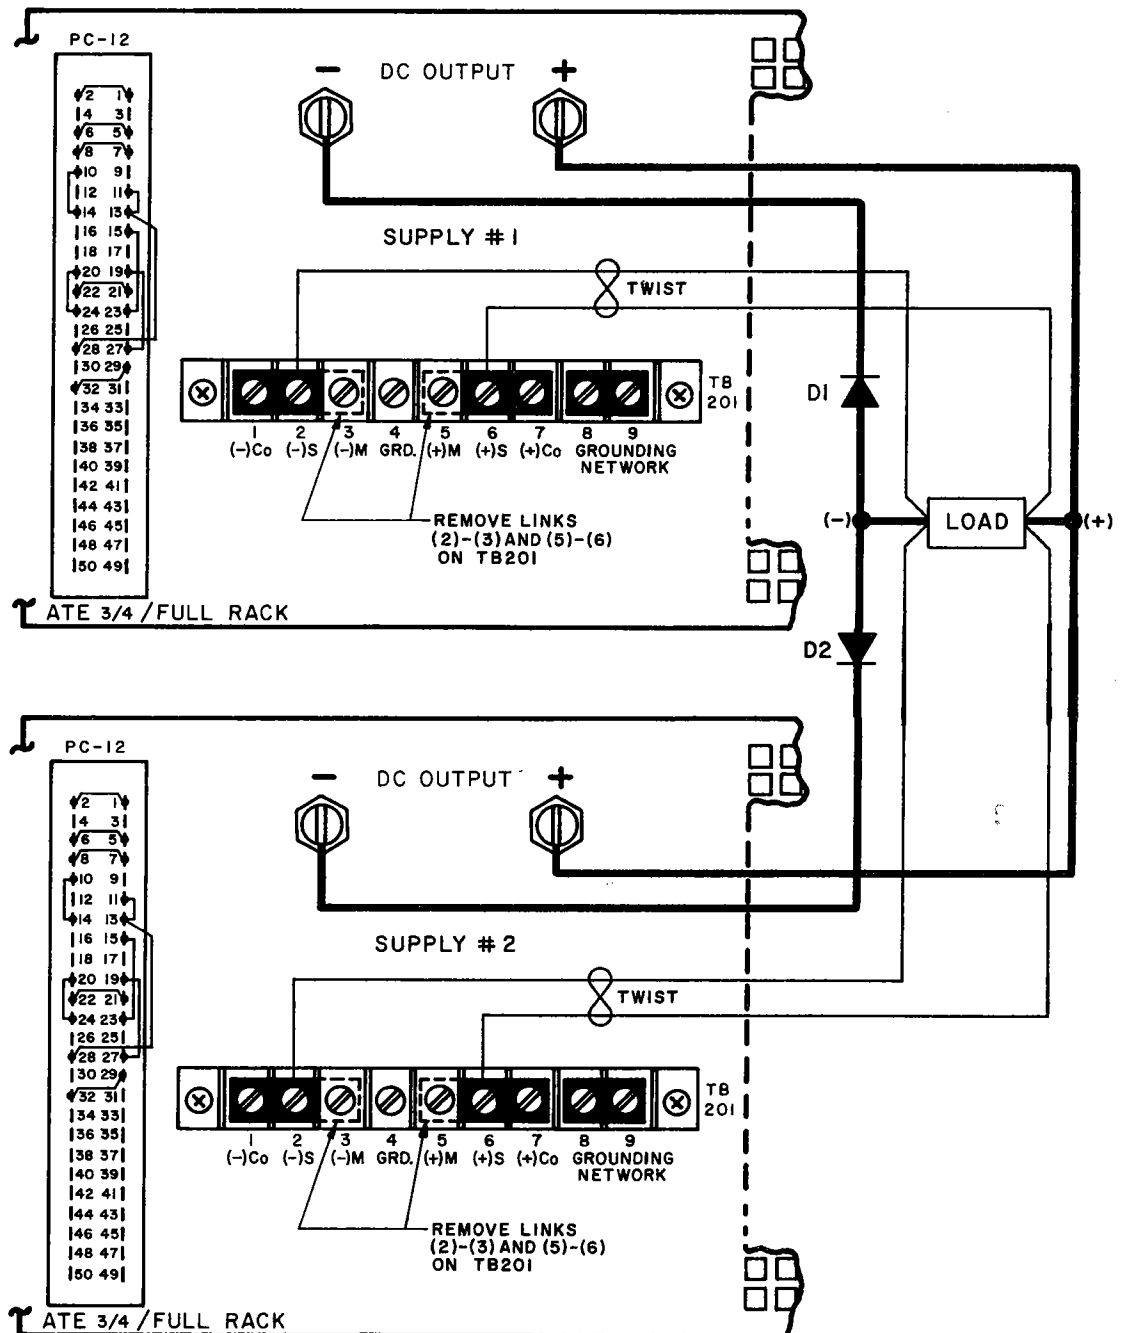 PC-12
− DC OUTPUT +
2 1
4 3
6 5
8 7
10 9
12 11
14 13
16 15
18 17
20 19
22 21
24 23
26 25
28 27
30 29
32 31
34 33
36 35
38 37
40 39
42 41
44 43
46 45
48 47
50 49
SUPPLY #1
TWIST
TB
201
1 2 3 4 5 6 7 8 9
(−)Co (−)S (−)M GRD. (+)M (+)S (+)Co GROUNDING
NETWORK
REMOVE LINKS
(2)-(3) AND (5)-(6)
ON TB201
D1
(−) LOAD (+)
D2
ATE 3/4 / FULL RACK
PC-12
− DC OUTPUT +
2 1
4 3
6 5
8 7
10 9
12 11
14 13
16 15
18 17
20 19
22 21
24 23
26 25
28 27
30 29
32 31
34 33
36 35
38 37
40 39
42 41
44 43
46 45
48 47
50 49
SUPPLY #2
TWIST
TB
201
1 2 3 4 5 6 7 8 9
(−)Co (−)S (−)M GRD. (+)M (+)S (+)Co GROUNDING
NETWORK
REMOVE LINKS
(2)-(3) AND (5)-(6)
ON TB201
ATE 3/4 / FULL RACK